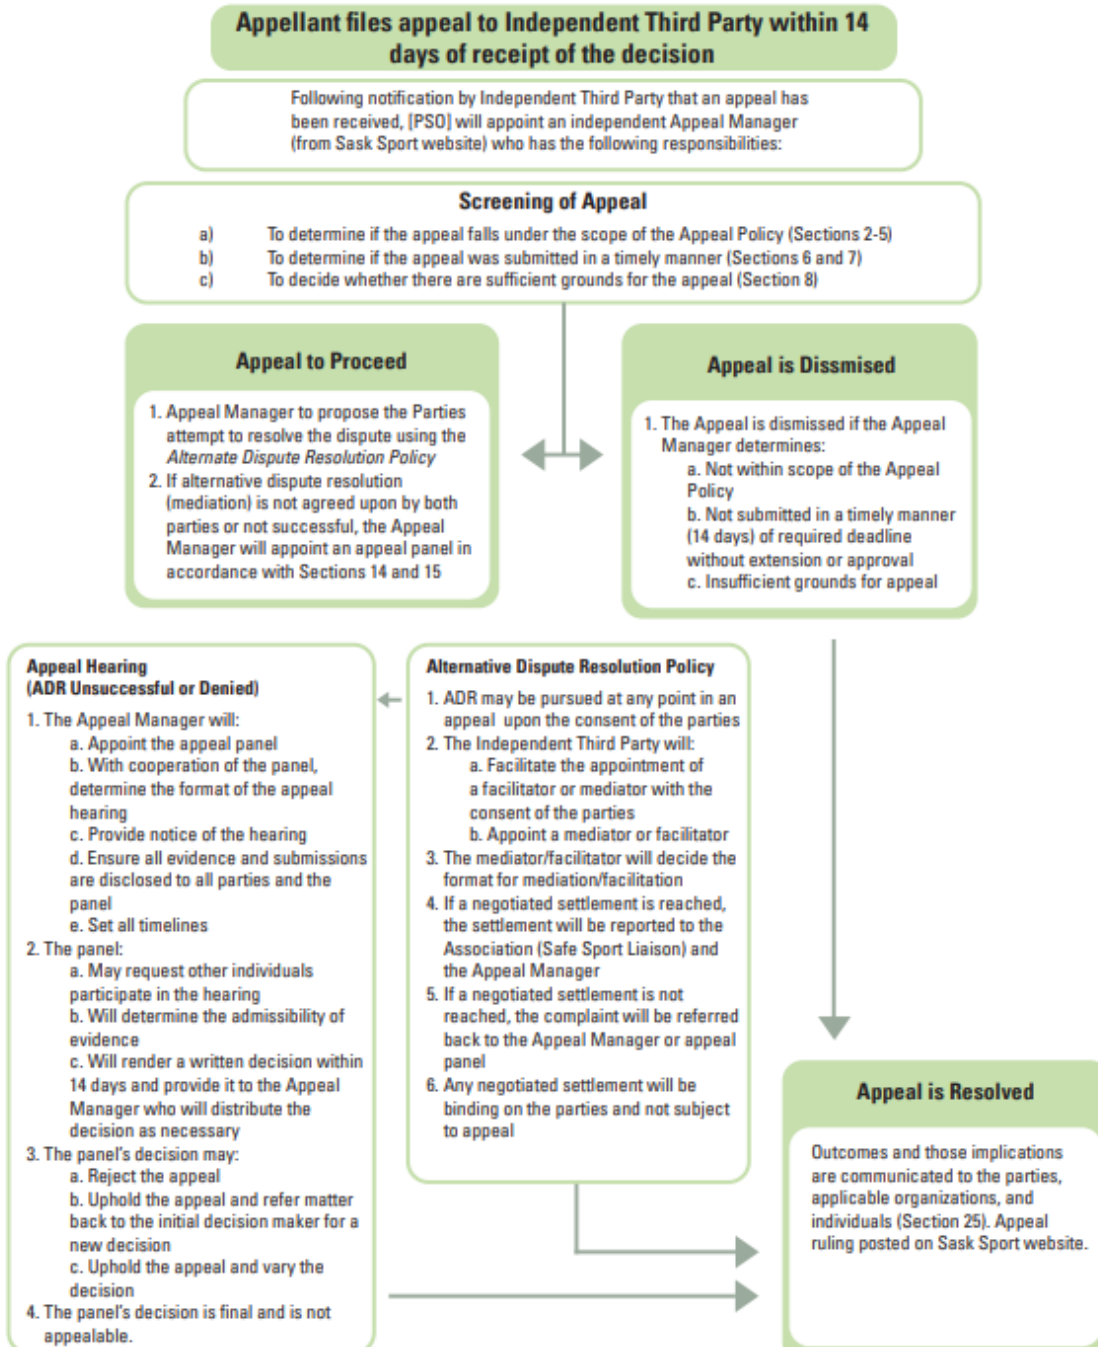 Appellant files appeal to Independent Third Party within 14
days of receipt of the decision
Following notification by Independent Third Party that an appeal has
been received, [PSO] will appoint an independent Appeal Manager
(from Sask Sport website) who has the following responsibilities:
Screening of Appeal
a) To determine if the appeal falls under the scope of the Appeal Policy (Sections 2-5)
b) To determine if the appeal was submitted in a timely manner (Sections 6 and 7)
c) To decide whether there are sufficient grounds for the appeal (Section 8)
Appeal to Proceed
1. Appeal Manager to propose the Parties
attempt to resolve the dispute using the
Alternate Dispute Resolution Policy
2. If alternative dispute resolution
(mediation) is not agreed upon by both
parties or not successful, the Appeal
Manager will appoint an appeal panel in
accordance with Sections 14 and 15
Appeal is Dissmised
1. The Appeal is dismissed if the Appeal
Manager determines:
a. Not within scope of the Appeal
Policy
b. Not submitted in a timely manner
(14 days) of required deadline
without extension or approval
c. Insufficient grounds for appeal
Appeal Hearing
(ADR Unsuccessful or Denied)
1. The Appeal Manager will:
a. Appoint the appeal panel
b. With cooperation of the panel,
determine the format of the appeal
hearing
c. Provide notice of the hearing
d. Ensure all evidence and submissions
are disclosed to all parties and the
panel
e. Set all timelines
2. The panel:
a. May request other individuals
participate in the hearing
b. Will determine the admissibility of
evidence
c. Will render a written decision within
14 days and provide it to the Appeal
Manager who will distribute the
decision as necessary
3. The panel's decision may:
a. Reject the appeal
b. Uphold the appeal and refer matter
back to the initial decision maker for a
new decision
c. Uphold the appeal and vary the
decision
4. The panel's decision is final and is not
appealable.
Alternative Dispute Resolution Policy
1. ADR may be pursued at any point in an
appeal upon the consent of the parties
2. The Independent Third Party will:
a. Facilitate the appointment of
a facilitator or mediator with the
consent of the parties
b. Appoint a mediator or facilitator
3. The mediator/facilitator will decide the
format for mediation/facilitation
4. If a negotiated settlement is reached,
the settlement will be reported to the
Association (Safe Sport Liaison) and
the Appeal Manager
5. If a negotiated settlement is not
reached, the complaint will be referred
back to the Appeal Manager or appeal
panel
6. Any negotiated settlement will be
binding on the parties and not subject
to appeal
Appeal is Resolved
Outcomes and those implications
are communicated to the parties,
applicable organizations, and
individuals (Section 25). Appeal
ruling posted on Sask Sport website.